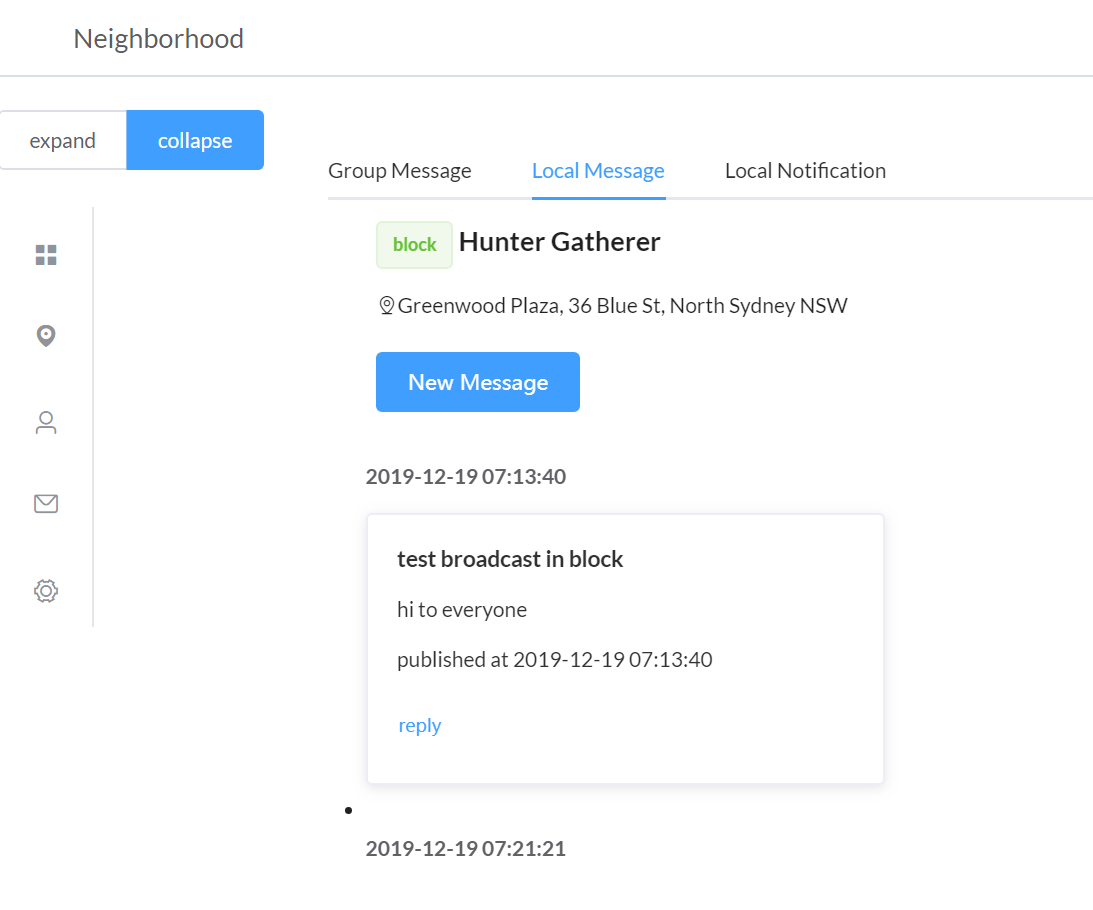 Neighborhood
expand
collapse
Group Message
Local Message
Local Notification
block Hunter Gatherer
Greenwood Plaza, 36 Blue St, North Sydney NSW
New Message
2019-12-19 07:13:40
test broadcast in block
hi to everyone
published at 2019-12-19 07:13:40
reply
2019-12-19 07:21:21